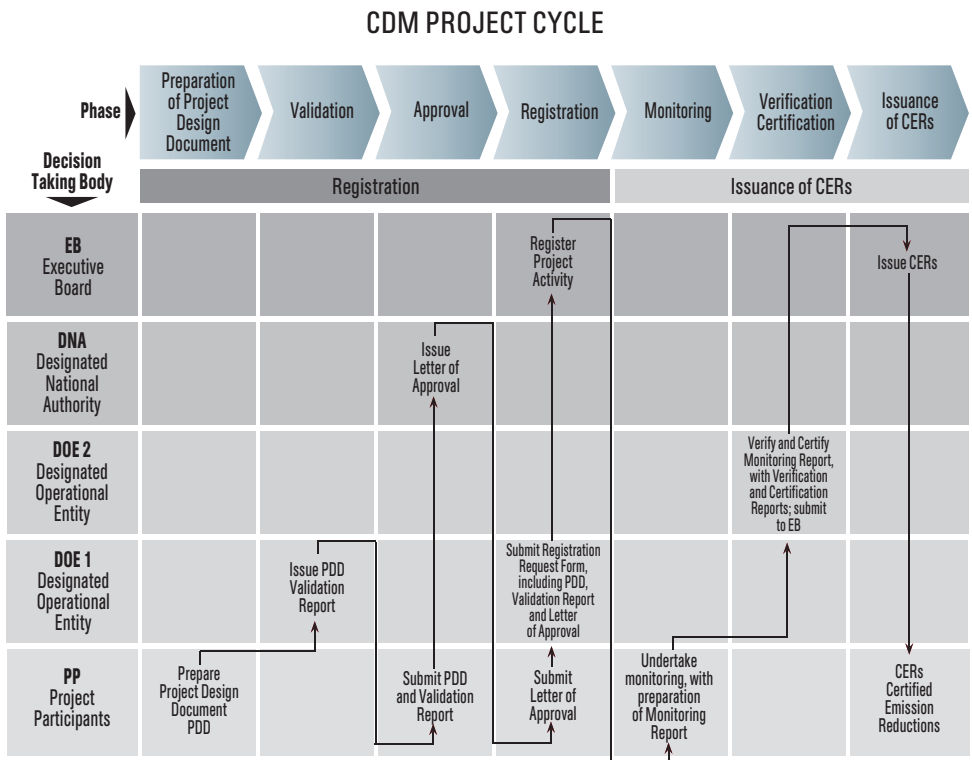 CDM PROJECT CYCLE
Phase
Preparation
of Project
Design
Document
Validation
Approval
Registration
Monitoring
Verification
Certification
Issuance
of CERs
Decision
Taking Body
Registration
Issuance of CERs
EB
Executive
Board
Register
Project
Activity
Issue CERs
DNA
Designated
National
Authority
Issue
Letter of
Approval
DOE 2
Designated
Operational
Entity
Verify and Certify
Monitoring Report,
with Verification
and Certification
Reports; submit
to EB
DOE 1
Designated
Operational
Entity
Issue PDD
Validation
Report
Submit Registration
Request Form,
including PDD,
Validation Report
and Letter
of Approval
PP
Project
Participants
Prepare
Project Design
Document
PDD
Submit PDD
and Validation
Report
Submit
Letter of
Approval
Undertake
monitoring, with
preparation
of Monitoring
Report
CERs
Certified
Emission
Reductions